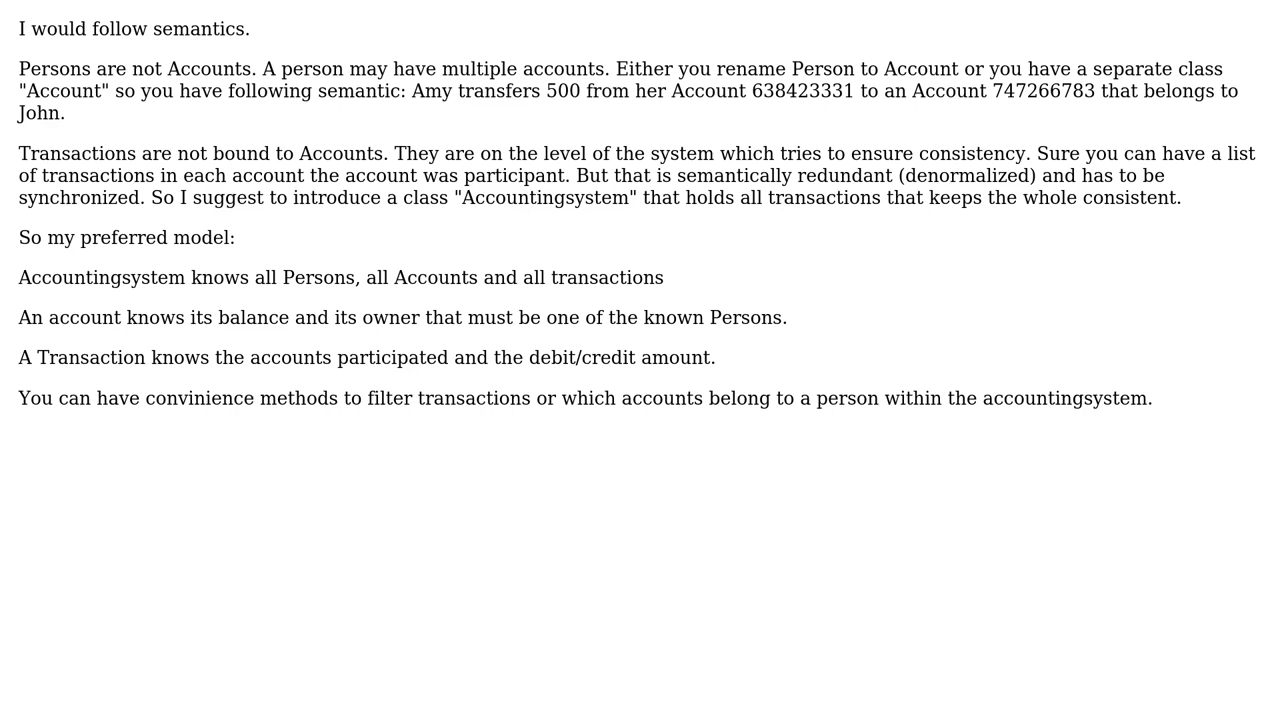 I would follow semantics.
Persons are not Accounts. A person may have multiple accounts. Either you rename Person to Account or you have a separate class
"Account" so you have following semantic: Amy transfers 500 from her Account 638423331 to an Account 747266783 that belongs to
John.
Transactions are not bound to Accounts. They are on the level of the system which tries to ensure consistency. Sure you can have a list
of transactions in each account the account was participant. But that is semantically redundant (denormalized) and has to be
synchronized. So I suggest to introduce a class "Accountingsystem" that holds all transactions that keeps the whole consistent.
So my preferred model:
Accountingsystem knows all Persons, all Accounts and all transactions
An account knows its balance and its owner that must be one of the known Persons.
A Transaction knows the accounts participated and the debit/credit amount.
You can have convinience methods to filter transactions or which accounts belong to a person within the accountingsystem.